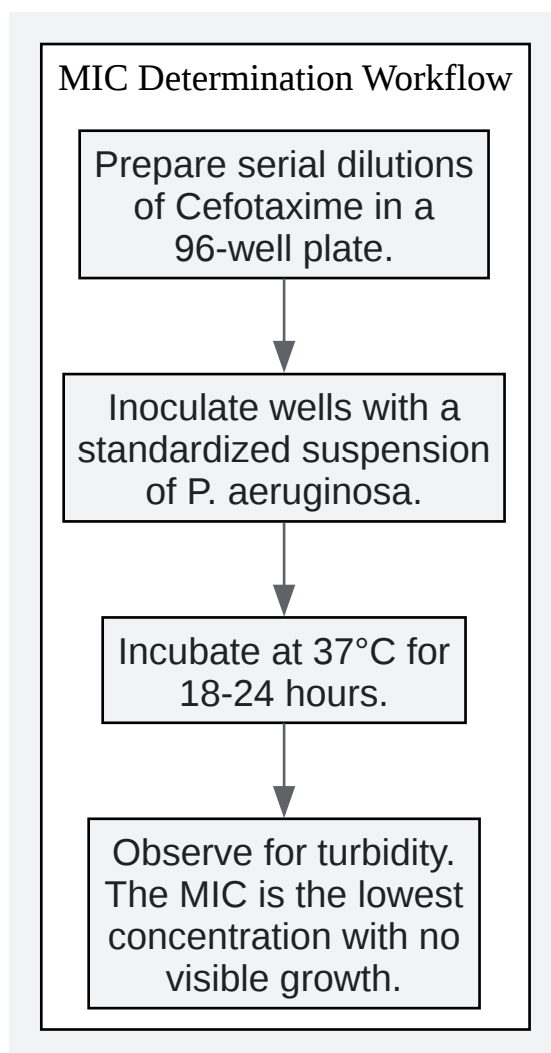 MIC Determination Workflow
Prepare serial dilutions
of Cefotaxime in a
96-well plate.
Inoculate wells with a
standardized suspension
of P. aeruginosa.
Incubate at 37°C for
18-24 hours.
Observe for turbidity.
The MIC is the lowest
concentration with no
visible growth.